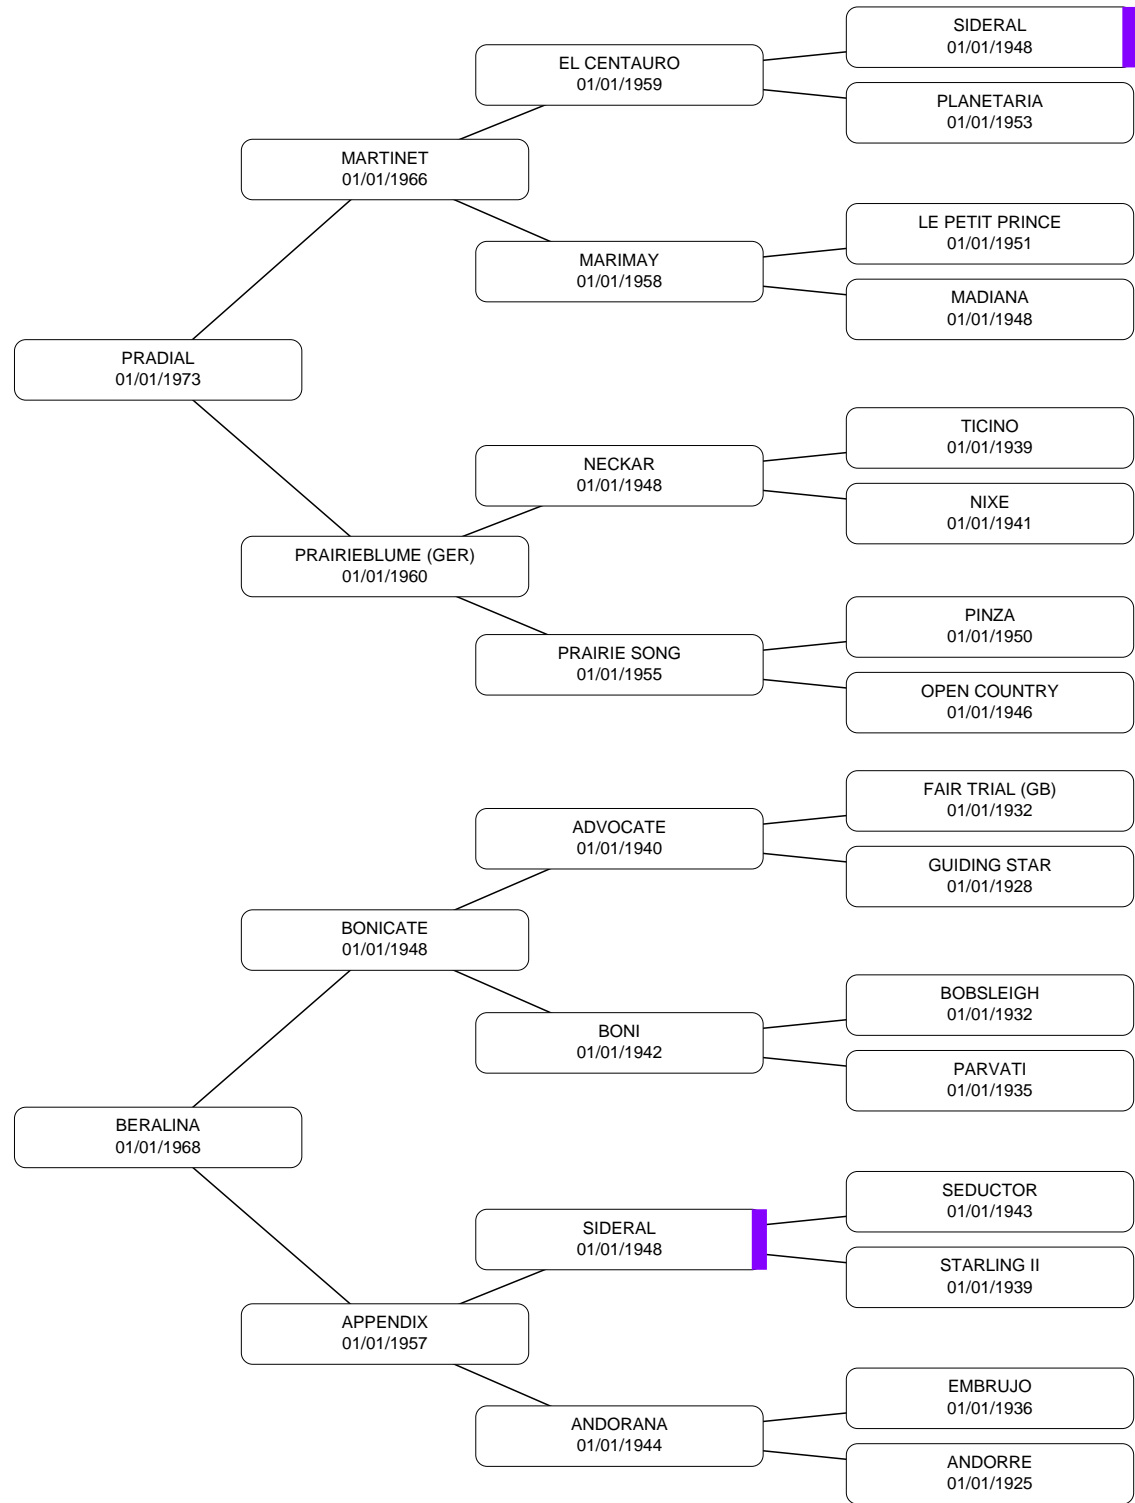 SIDERAL
01/01/1948
EL CENTAURO
01/01/1959
PLANETARIA
01/01/1953
MARTINET
01/01/1966
LE PETIT PRINCE
01/01/1951
MARIMAY
01/01/1958
MADIANA
01/01/1948
PRADIAL
01/01/1973
TICINO
01/01/1939
NECKAR
01/01/1948
NIXE
01/01/1941
PRAIRIEBLUME (GER)
01/01/1960
PINZA
01/01/1950
PRAIRIE SONG
01/01/1955
OPEN COUNTRY
01/01/1946
FAIR TRIAL (GB)
01/01/1932
ADVOCATE
01/01/1940
GUIDING STAR
01/01/1928
BONICATE
01/01/1948
BOBSLEIGH
01/01/1932
BONI
01/01/1942
PARVATI
01/01/1935
BERALINA
01/01/1968
SEDUCTOR
01/01/1943
SIDERAL
01/01/1948
STARLING II
01/01/1939
APPENDIX
01/01/1957
EMBRUJO
01/01/1936
ANDORANA
01/01/1944
ANDORRE
01/01/1925